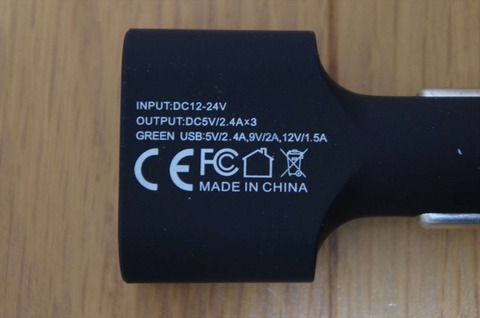 INPUT:DC12-24V
OUTPUT:DC5V/2.4A×3
GREEN USB:5V/2.4A,9V/2A,12V/1.5A
CE FC
MADE IN CHINA